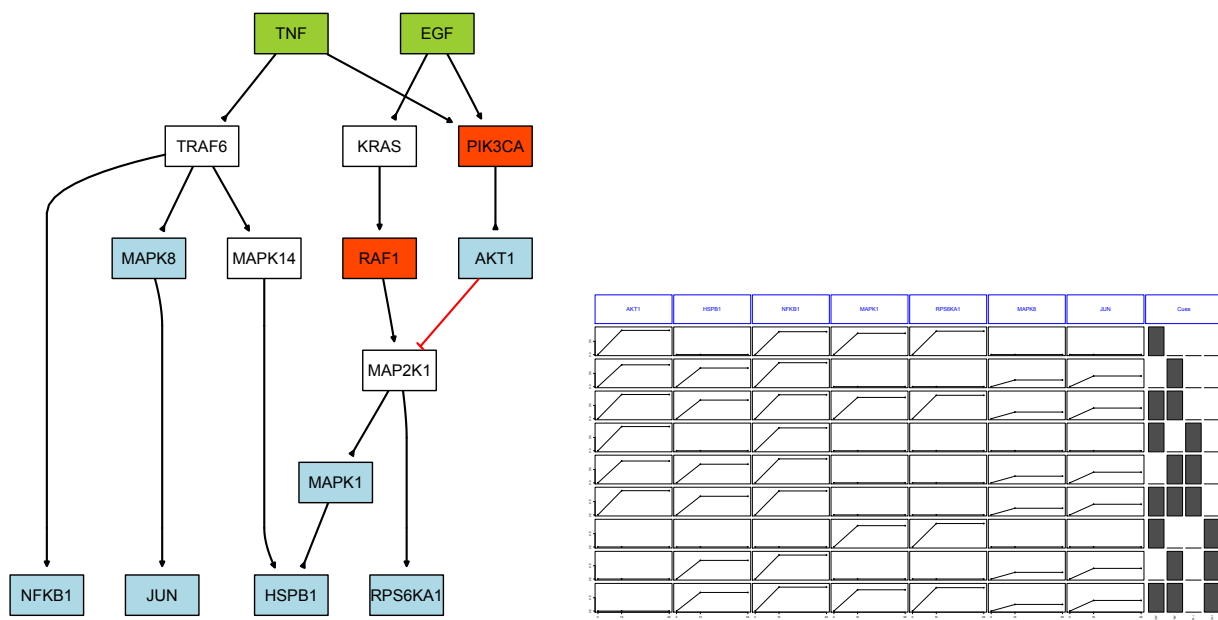 TNF EGF
TRAF6 KRAS PIK3CA
MAPK8 MAPK14 RAF1 AKT1
MAP2K1
MAPK1
NFKB1 JUN HSPB1 RPS6KA1
AKT1 HSPB1 NFKB1 MAPK1 RPS6KA1 MAPK8 JUN Cues